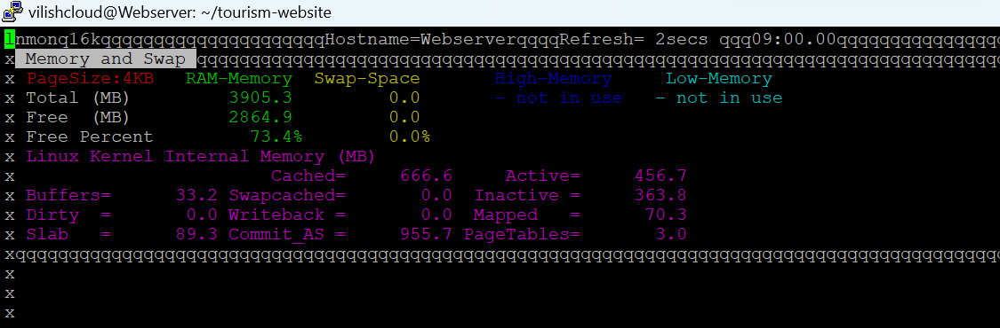 vilishcloud@Webserver: ~/tourism-website
lnmonq16kqqqqqqqqqqqqqqqqqqqqqHostname=WebserverqqqqRefresh= 2secs qqq09:00.00qqqqqqqqqqqqqqqq
x Memory and Swap qqqqqqqqqqqqqqqqqqqqqqqqqqqqqqqqqqqqqqqqqqqqqqqqqqqqqqqqqqqqqqqqqqqqqqqqqqqq
x PageSize:4KB   RAM-Memory  Swap-Space       High-Memory     Low-Memory
x Total (MB)         3905.3         0.0       - not in use   - not in use
x Free  (MB)         2864.9         0.0
x Free Percent         73.4%        0.0%
x Linux Kernel Internal Memory (MB)
x                        Cached=     666.6     Active=     456.7
x Buffers=      33.2 Swapcached=       0.0  Inactive =     363.8
x Dirty  =       0.0 Writeback =       0.0  Mapped   =      70.3
x Slab   =      89.3 Commit_AS =     955.7 PageTables=       3.0
xqqqqqqqqqqqqqqqqqqqqqqqqqqqqqqqqqqqqqqqqqqqqqqqqqqqqqqqqqqqqqqqqqqqqqqqqqqqqqqqqqqqqqqqqqqqqq
x
x
x